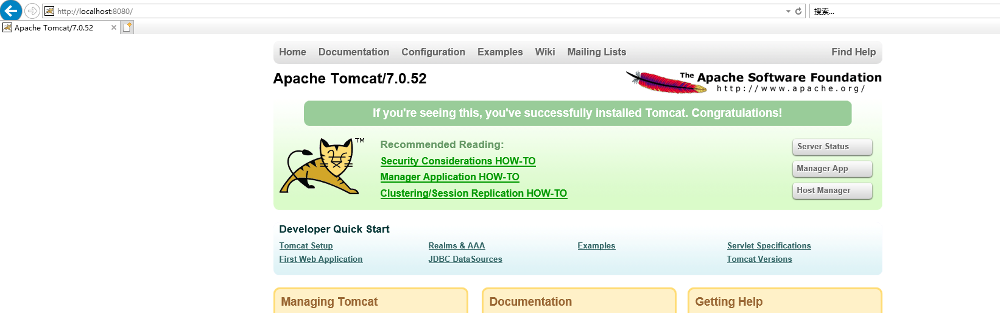 http://localhost:8080/
搜索...
Apache Tomcat/7.0.52
Home Documentation Configuration Examples Wiki Mailing Lists Find Help
Apache Tomcat/7.0.52
The Apache Software Foundation
http://www.apache.org/
If you're seeing this, you've successfully installed Tomcat. Congratulations!
TM
Recommended Reading:
Security Considerations HOW-TO
Manager Application HOW-TO
Clustering/Session Replication HOW-TO
Server Status
Manager App
Host Manager
Developer Quick Start
Tomcat Setup Realms & AAA Examples Servlet Specifications
First Web Application JDBC DataSources Tomcat Versions
Managing Tomcat Documentation Getting Help